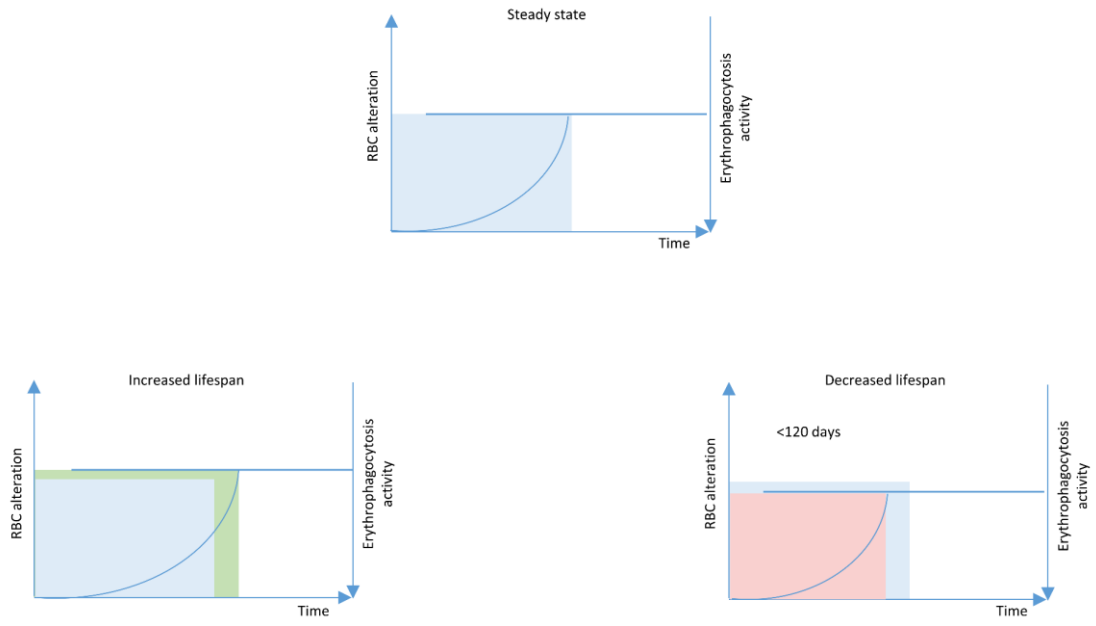 Steady state
RBC alteration
Erythrophagocytosis
activity
Time
Increased lifespan
RBC alteration
Erythrophagocytosis
activity
Time
Decreased lifespan
<120 days
RBC alteration
Erythrophagocytosis
activity
Time